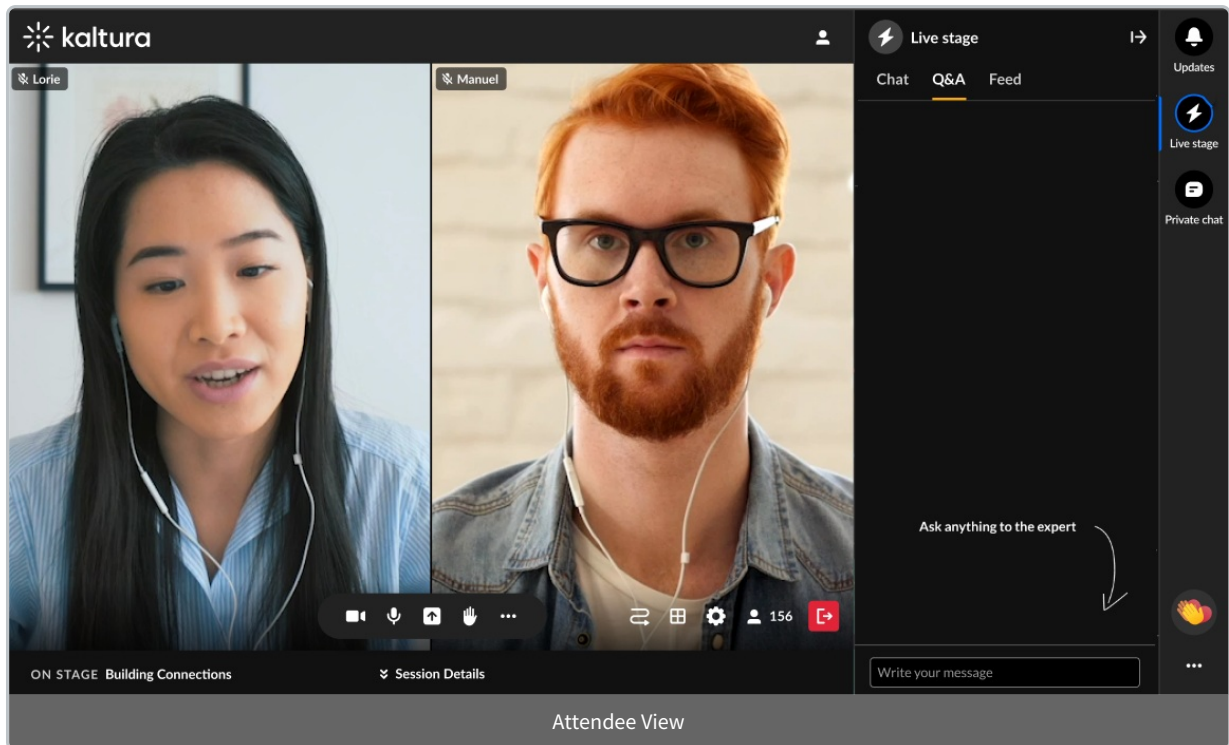 kaltura
Lorie
Manuel
156
ON STAGE Building Connections
Session Details
Live stage
Chat Q&A Feed
Ask anything to the expert
Write your message
Updates
Live stage
Private chat
Attendee View